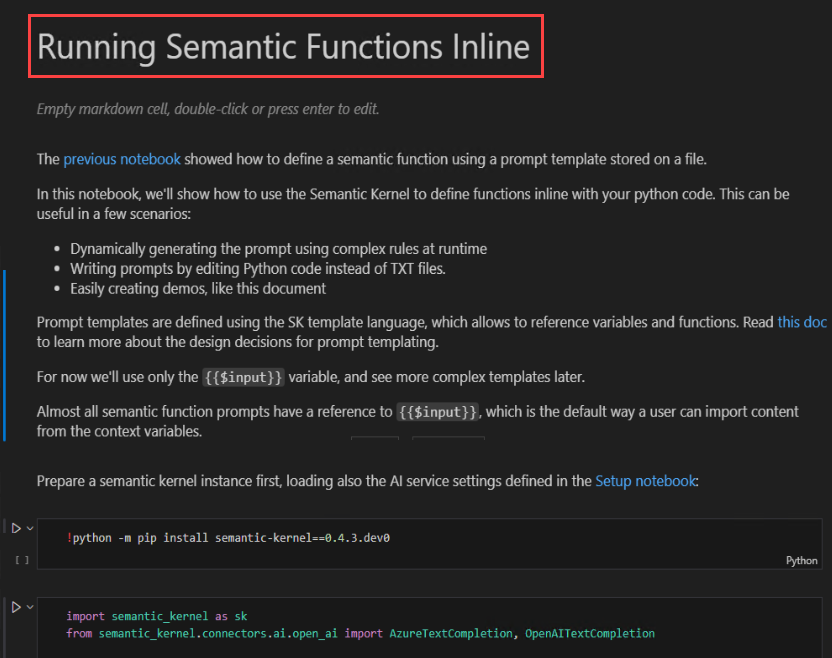 Running Semantic Functions Inline
Empty markdown cell, double-click or press enter to edit.
The previous notebook showed how to define a semantic function using a prompt template stored on a file.
In this notebook, we'll show how to use the Semantic Kernel to define functions inline with your python code. This can be
useful in a few scenarios:
• Dynamically generating the prompt using complex rules at runtime
• Writing prompts by editing Python code instead of TXT files.
• Easily creating demos, like this document
Prompt templates are defined using the SK template language, which allows to reference variables and functions. Read this doc
to learn more about the design decisions for prompt templating.
For now we'll use only the {{$input}} variable, and see more complex templates later.
Almost all semantic function prompts have a reference to {{$input}}, which is the default way a user can import content
from the context variables.
Prepare a semantic kernel instance first, loading also the AI service settings defined in the Setup notebook:
!python -m pip install semantic-kernel==0.4.3.dev0
[ ]
Python
import semantic_kernel as sk
from semantic_kernel.connectors.ai.open_ai import AzureTextCompletion, OpenAITextCompletion